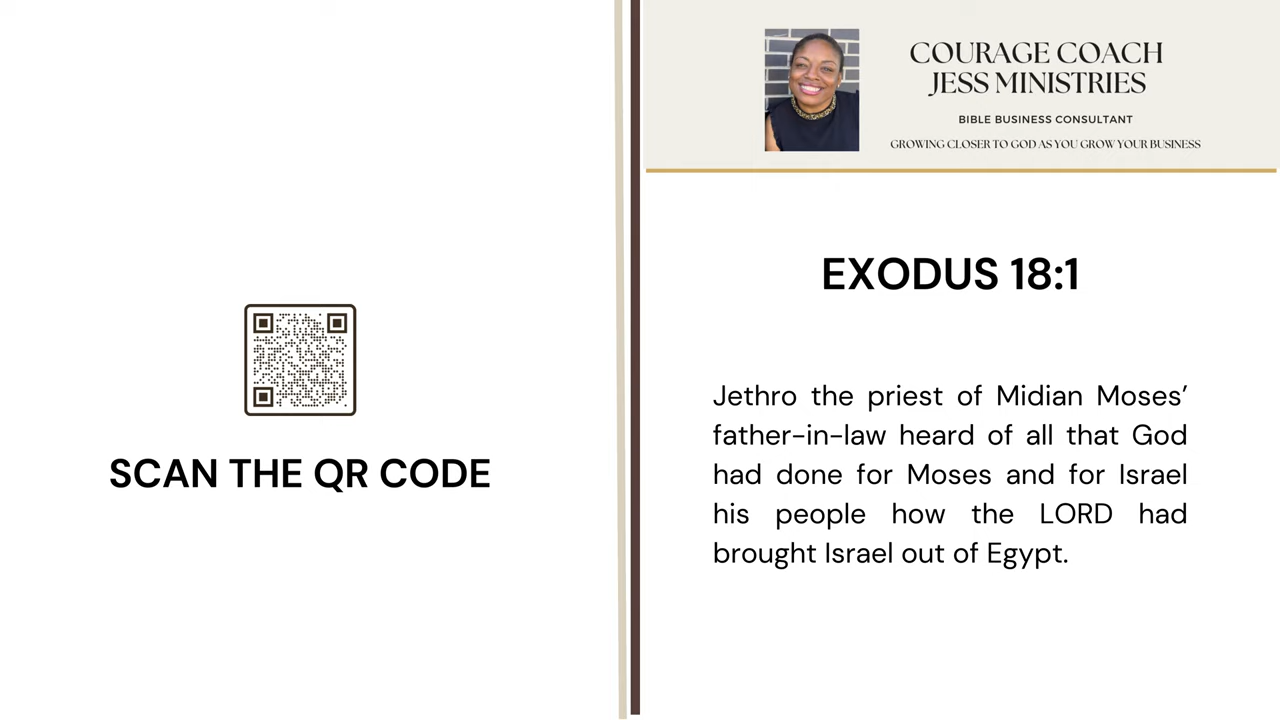 SCAN THE QR CODE
COURAGE COACH
JESS MINISTRIES
BIBLE BUSINESS CONSULTANT
GROWING CLOSER TO GOD AS YOU GROW YOUR BUSINESS
EXODUS 18:1
Jethro the priest of Midian Moses’
father-in-law heard of all that God
had done for Moses and for Israel
his people how the LORD had
brought Israel out of Egypt.